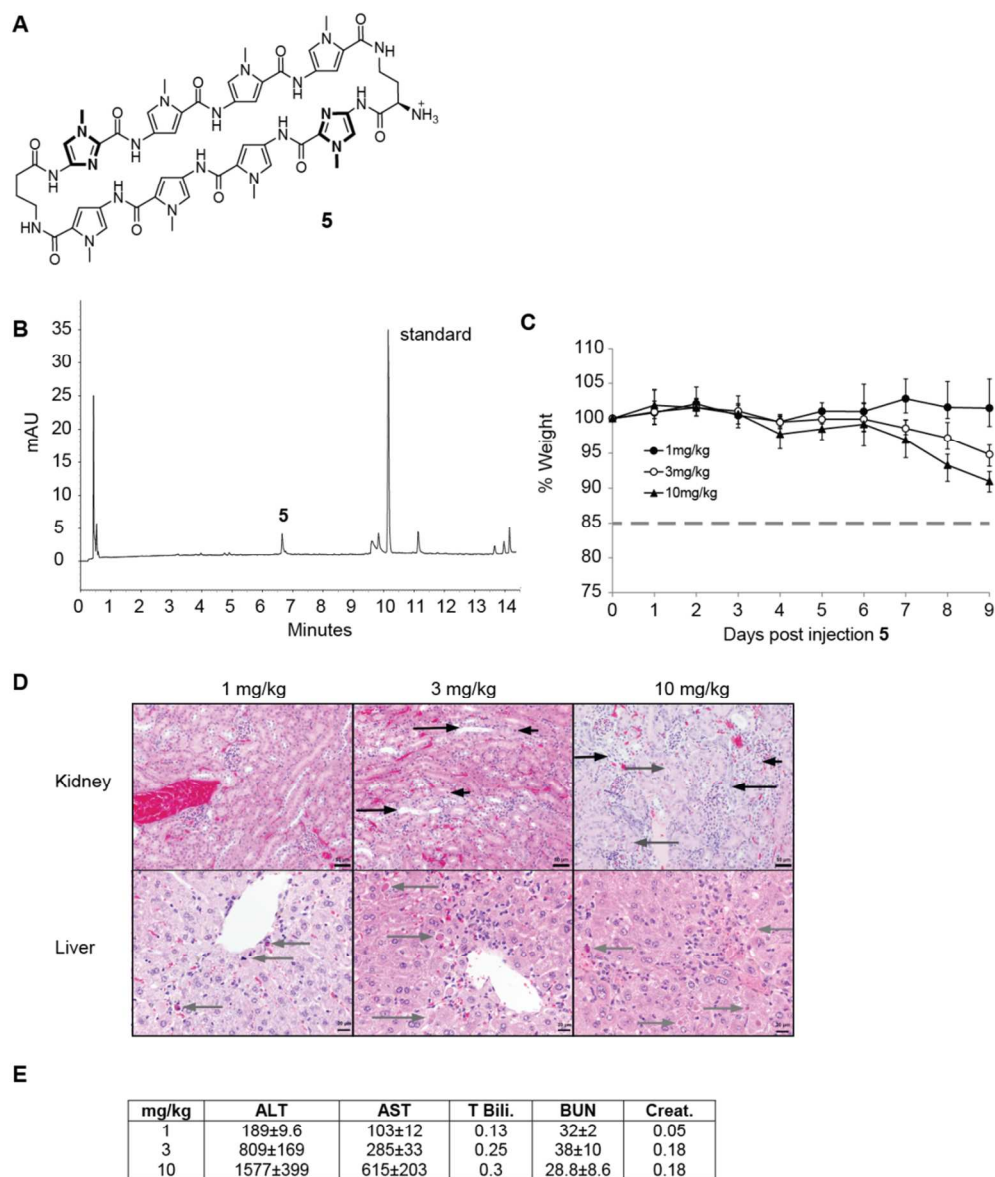 A
O
HN
O
N
O
N
N
H
O
N
N
H
N
H
N
O
N
N
H
O
H
N
O
NH3
+
O
N
N
H
H
N
N
H
N
O
N
O
N
H
N
O
N
HN
O
N
O
N
O
5
B
35
30
25
20
15
10
5
0
mAU
standard
5
0 1 2 3 4 5 6 7 8 9 10 11 12 13 14
Minutes
C
110
105
100
95
90
85
80
75
% Weight
1mg/kg
3mg/kg
10mg/kg
0 1 2 3 4 5 6 7 8 9
Days post injection 5
D
1 mg/kg 3 mg/kg 10 mg/kg
Kidney
Liver
E
mg/kg ALT AST T Bili. BUN Creat.
1 189±9.6 103±12 0.13 32±2 0.05
3 809±169 285±33 0.25 38±10 0.18
10 1577±399 615±203 0.3 28.8±8.6 0.18